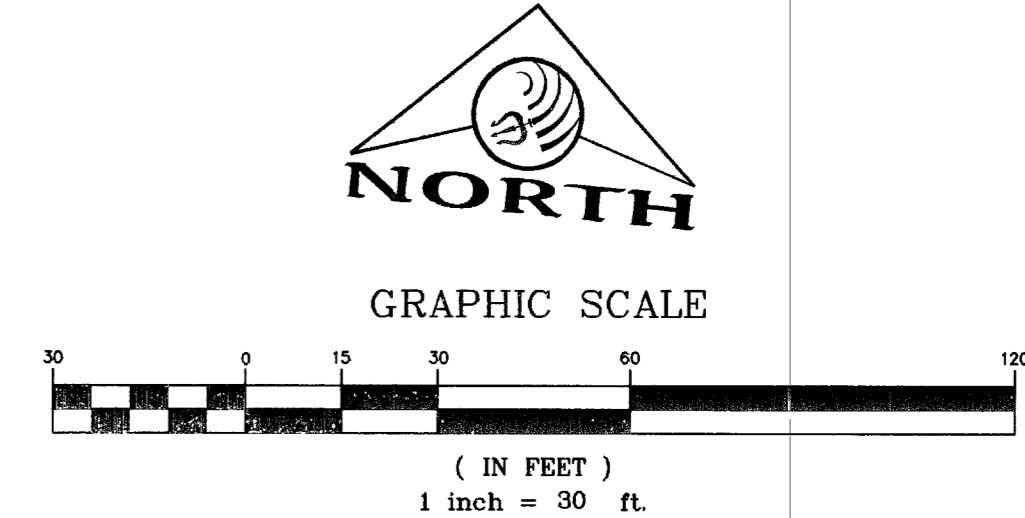 NORTH
GRAPHIC SCALE
30 0 15 30 60 120
( IN FEET )
1 inch = 30 ft.